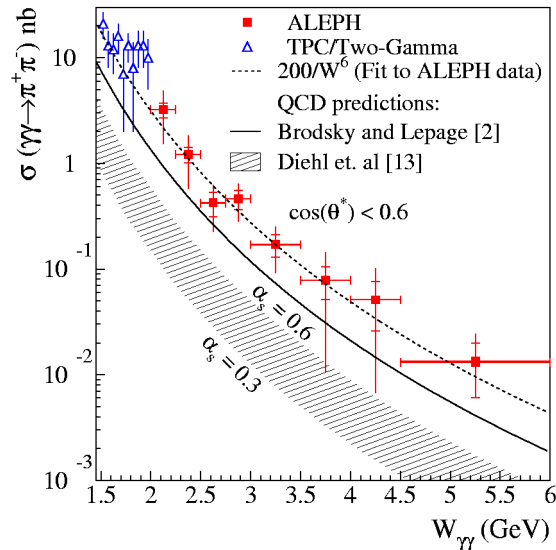 σ (γγ→π⁺π⁻) nb
ALEPH
TPC/Two-Gamma
200/W⁶ (Fit to ALEPH data)
QCD predictions:
Brodsky and Lepage [2]
Diehl et. al [13]
cos(θ*) < 0.6
αₛ = 0.6
αₛ = 0.3
10
1
10⁻¹
10⁻²
10⁻³
1.5 2 2.5 3 3.5 4 4.5 5 5.5 6
Wγγ (GeV)